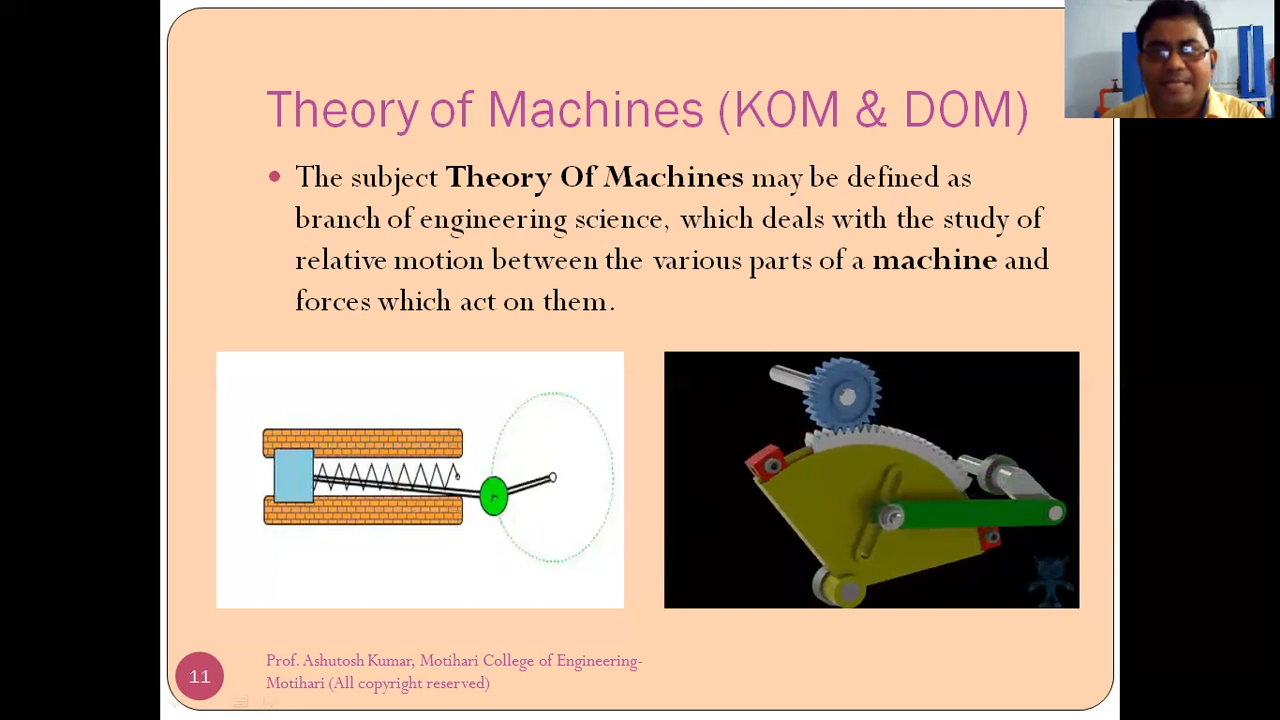 Theory of Machines (KOM & DOM)
The subject Theory Of Machines may be defined as
branch of engineering science, which deals with the study of
relative motion between the various parts of a machine and
forces which act on them.
11
Prof. Ashutosh Kumar, Motihari College of Engineering-
Motihari (All copyright reserved)